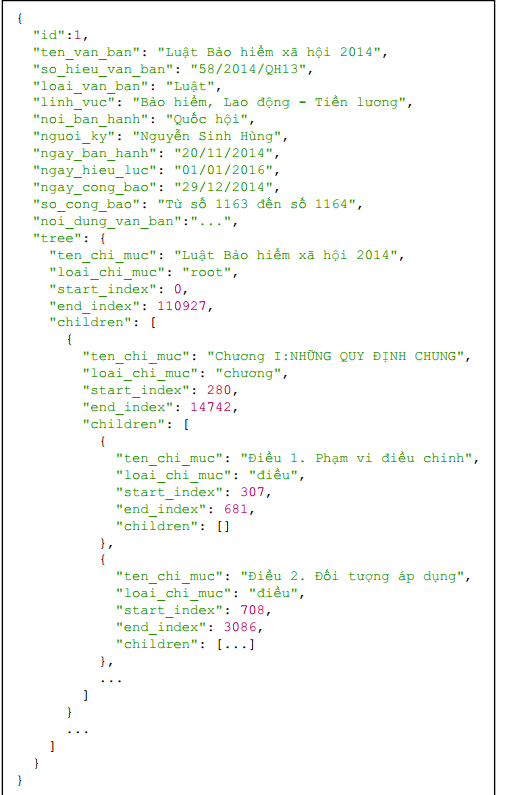 {
"id":1,
"ten_van_ban": "Luật Bảo hiểm xã hội 2014",
"so_hieu_van_ban": "58/2014/QH13",
"loai_van_ban": "Luật",
"linh_vuc": "Bảo hiểm, Lao động - Tiền lương",
"noi_ban_hanh": "Quốc hội",
"nguoi_ky": "Nguyễn Sinh Hùng",
"ngay_ban_hanh": "20/11/2014",
"ngay_hieu_luc": "01/01/2016",
"ngay_cong_bao": "29/12/2014",
"so_cong_bao": "Từ số 1163 đến số 1164",
"noi_dung_van_ban":"...",
"tree": {
"ten_chi_muc": "Luật Bảo hiểm xã hội 2014",
"loai_chi_muc": "root",
"start_index": 0,
"end_index": 110927,
"children": [
{
"ten_chi_muc": "Chương I:NHỮNG QUY ĐỊNH CHUNG",
"loai_chi_muc": "chương",
"start_index": 280,
"end_index": 14742,
"children": [
{
"ten_chi_muc": "Điều 1. Phạm vi điều chỉnh",
"loai_chi_muc": "điều",
"start_index": 307,
"end_index": 681,
"children": []
},
{
"ten_chi_muc": "Điều 2. Đối tượng áp dụng",
"loai_chi_muc": "điều",
"start_index": 708,
"end_index": 3086,
"children": [...]
},
...
]
}
...
]
}
}